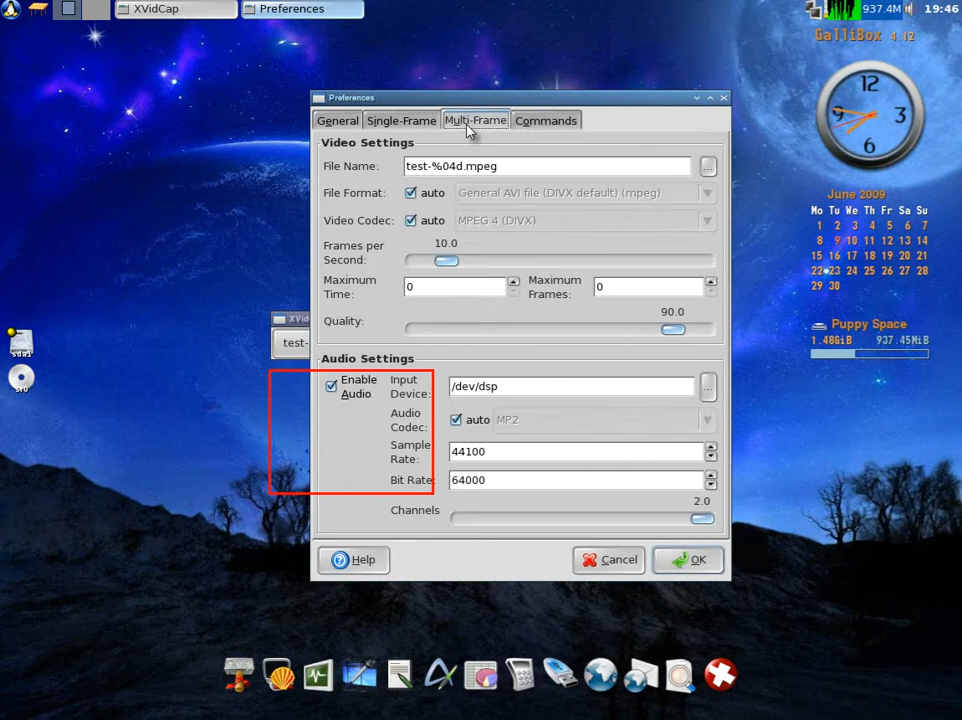 XVidCap
Preferences
937.4M
19:46
GalliBox 4.12
12
9
3
6
Preferences
General
Single-Frame
Multi-Frame
Commands
Video Settings
File Name:
test-%04d.mpeg
...
File Format:
auto
General AVI file (DIVX default) (mpeg)
Video Codec:
auto
MPEG 4 (DIVX)
Frames per
Second:
10.0
Maximum
Time:
0
Maximum
Frames:
0
Quality:
90.0
Audio Settings
Enable
Audio
Input
Device:
/dev/dsp
...
Audio
Codec:
auto
MP2
Sample
Rate:
44100
Bit Rate:
64000
Channels
2.0
Help
Cancel
OK
XVid
test-
sda1
sr0
June 2009
Mo Tu We Th Fr Sa Su
1 2 3 4 5 6 7
8 9 10 11 12 13 14
15 16 17 18 19 20 21
22 23 24 25 26 27 28
29 30
Puppy Space
1.48GiB 937.45MiB